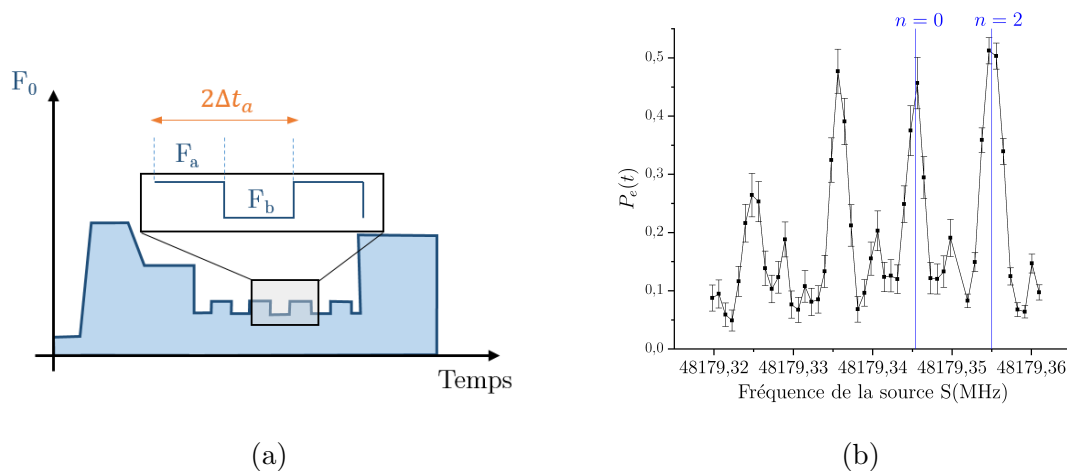 F₀
2Δtₐ
Fₐ
F_b
Temps
(a)
n = 0
n = 2
0,5
0,4
0,3
0,2
0,1
0,0
Pₑ(t)
48179,32 48179,33 48179,34 48179,35 48179,36
Fréquence de la source S(MHz)
(b)